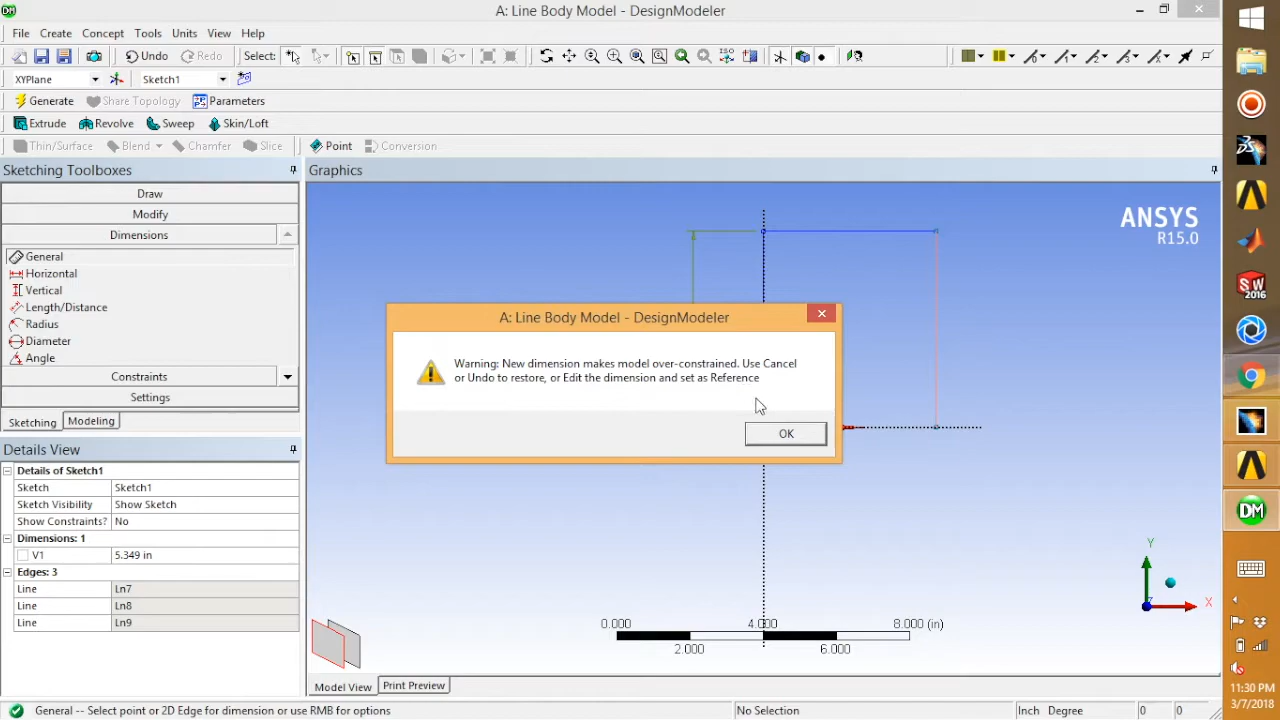 A: Line Body Model - DesignModeler
File Create Concept Tools Units View Help
Undo Redo Select:
XYPlane Sketch1
Generate Share Topology Parameters
Extrude Revolve Sweep Skin/Loft
Thin/Surface Blend Chamfer Slice Point Conversion
Sketching Toolboxes
Draw
Modify
Dimensions
General
Horizontal
Vertical
Length/Distance
Radius
Diameter
Angle
Constraints
Settings
Sketching Modeling
Details View
Details of Sketch1
Sketch Sketch1
Sketch Visibility Show Sketch
Show Constraints? No
Dimensions: 1
V1 5.349 in
Edges: 3
Line Ln7
Line Ln8
Line Ln9
Graphics
ANSYS
R15.0
A: Line Body Model - DesignModeler
Warning: New dimension makes model over-constrained. Use Cancel
or Undo to restore, or Edit the dimension and set as Reference
OK
Y
X
0.000 4.000 8.000 (in)
2.000 6.000
Model View Print Preview
General -- Select point or 2D Edge for dimension or use RMB for options
No Selection
Inch Degree 0 0
SW
2016
DM
11:30 PM
3/7/2018